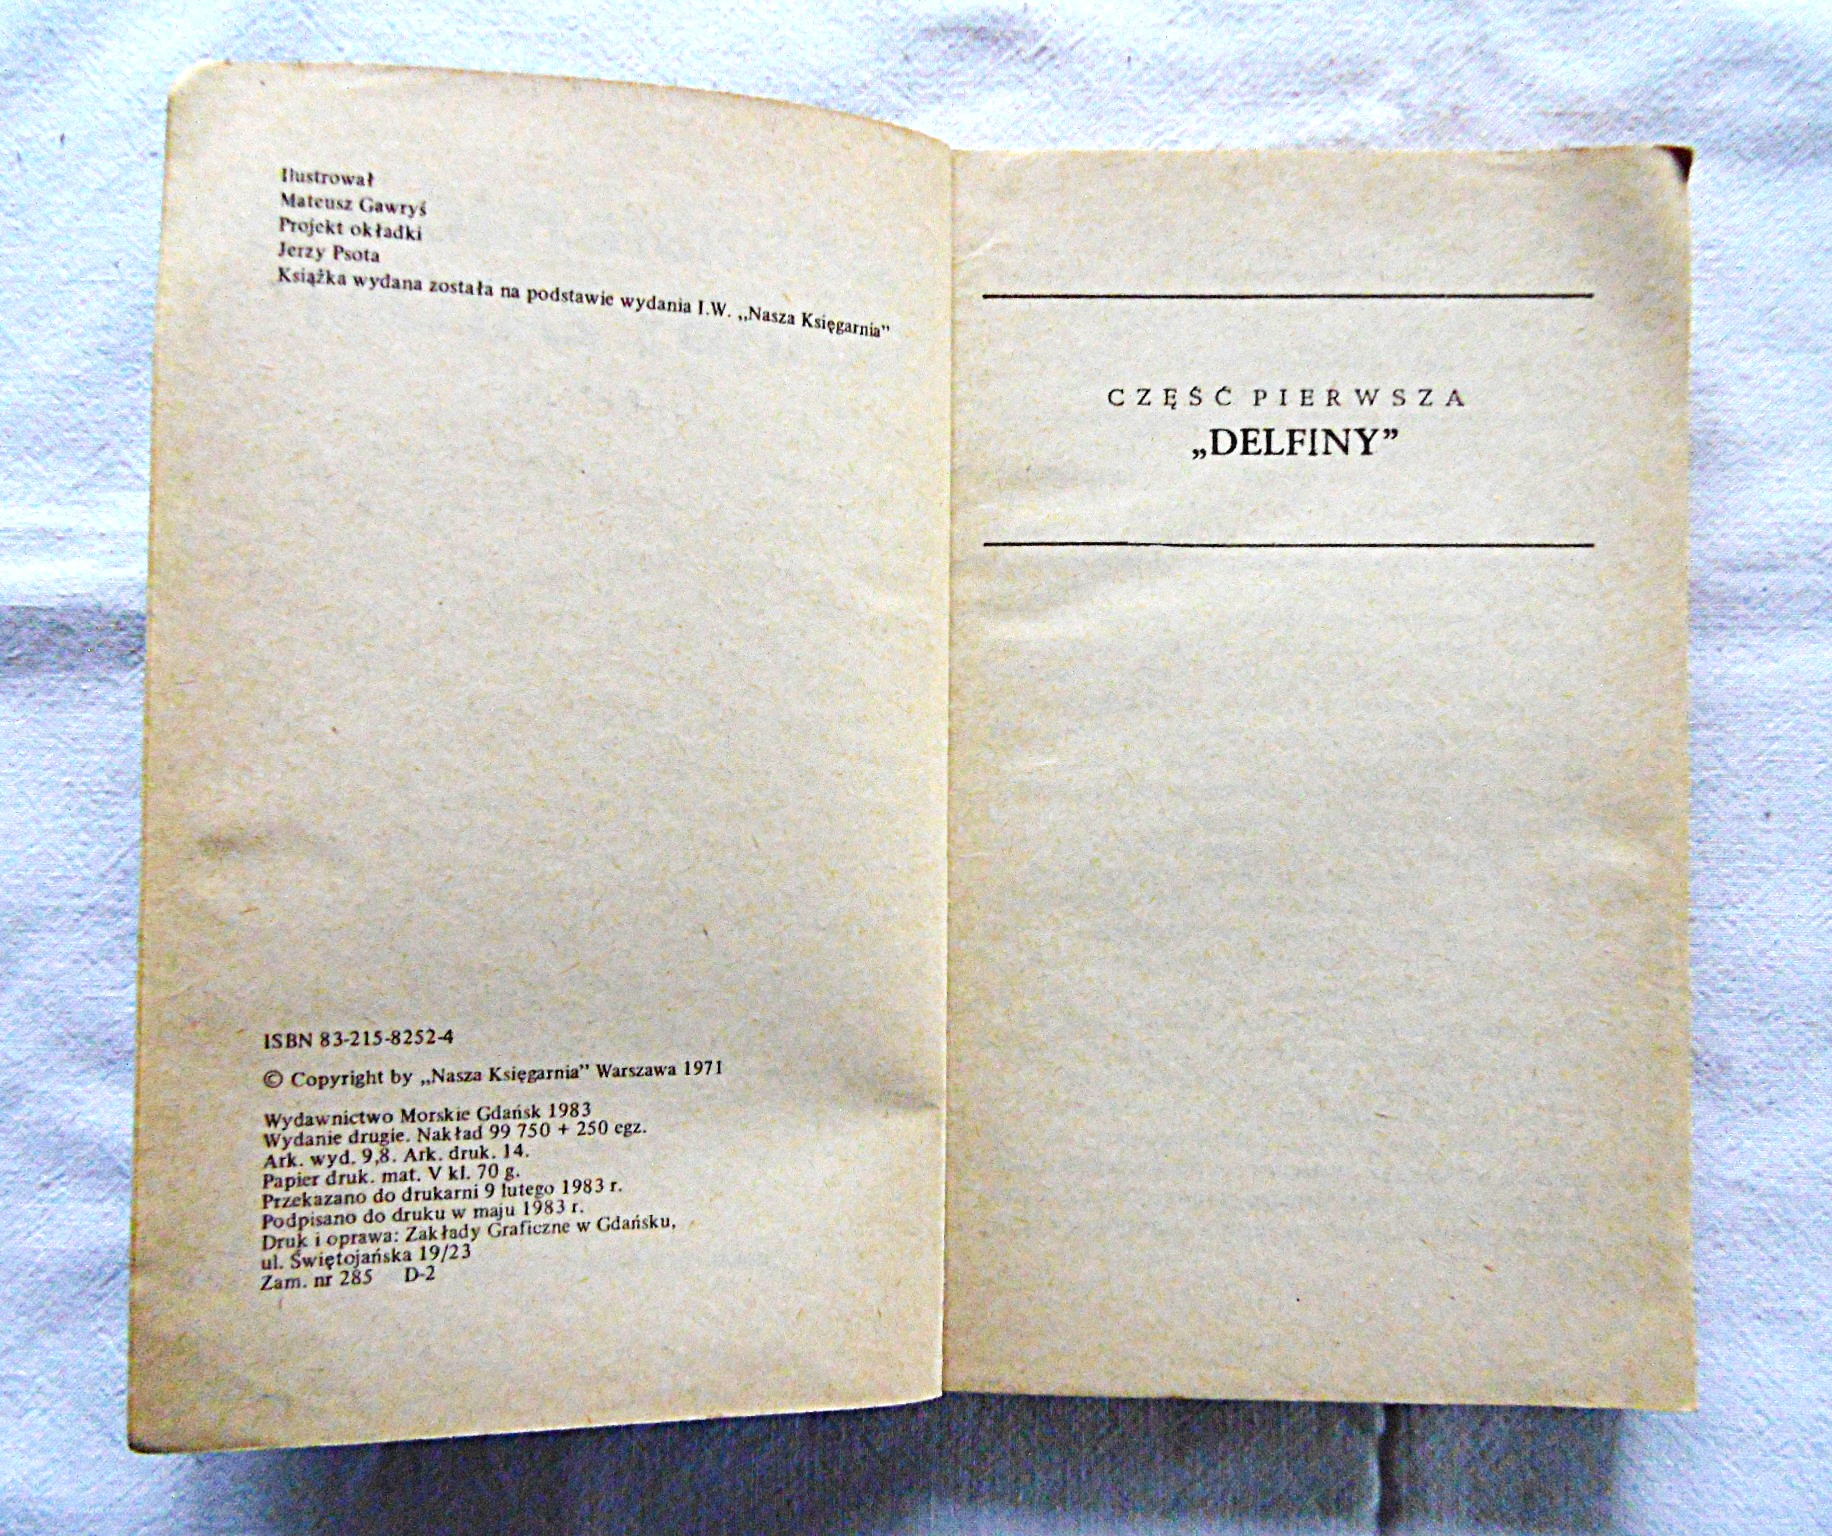 Ilustrował
Mateusz Gawryś
Projekt okładki
Jerzy Psota
Książka wydana została na podstawie wydania I.W. „Nasza Księgarnia”
ISBN 83-215-8252-4
© Copyright by „Nasza Księgarnia” Warszawa 1971
Wydawnictwo Morskie Gdańsk 1983
Wydanie drugie. Nakład 99 750 + 250 egz.
Ark. wyd. 9,8. Ark. druk. 14.
Papier druk. mat. V kl. 70 g.
Przekazano do drukarni 9 lutego 1983 r.
Podpisano do druku w maju 1983 r.
Druk i oprawa: Zakłady Graficzne w Gdańsku,
ul. Świętojańska 19/23
Zam. nr 285 D-2
CZĘŚĆ PIERWSZA
„DELFINY”